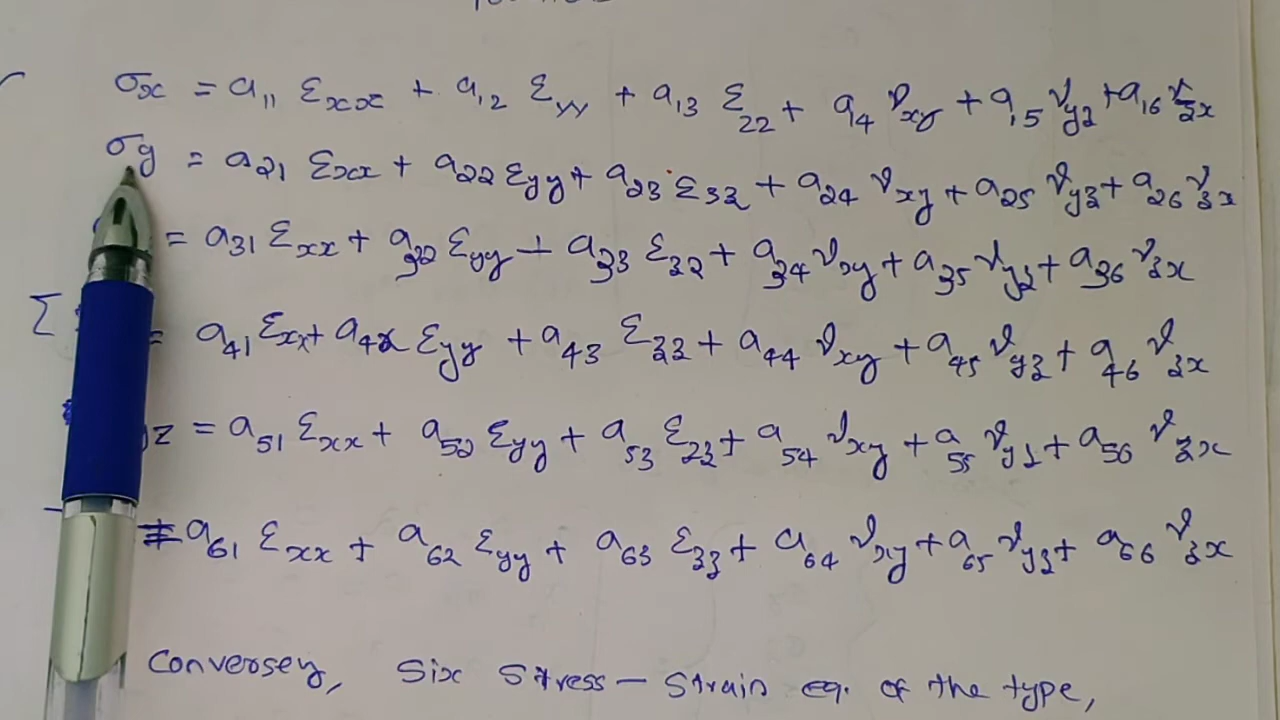 σx = a11 εxx + a12 εyy + a13 εzz + a4 γxy + a15 γyz + a16 γzx
σy = a21 εxx + a22 εyy + a23 εzz + a24 γxy + a25 γyz + a26 γzx
= a31 εxx + a32 εyy + a33 εzz + a34 γxy + a35 γyz + a36 γzx
= a41 εxx + a42 εyy + a43 εzz + a44 γxy + a45 γyz + a46 γzx
z = a51 εxx + a52 εyy + a53 εzz + a54 γxy + a55 γyz + a56 γzx
= a61 εxx + a62 εyy + a63 εzz + a64 γxy + a65 γyz + a66 γzx
Conversey, Six Stress - Strain eq. of the type,